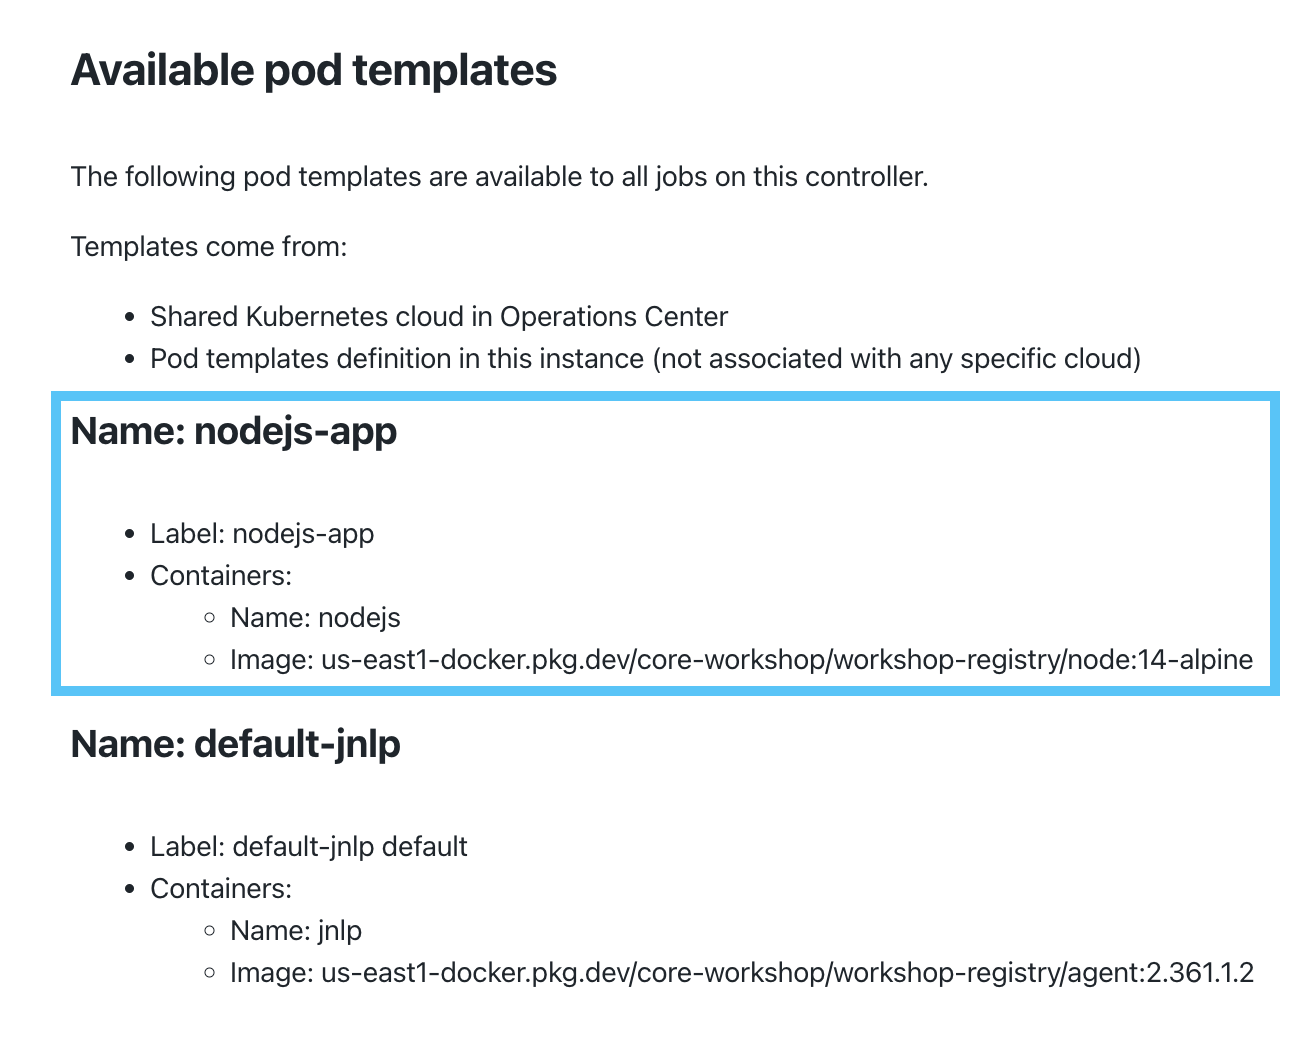 Available pod templates
The following pod templates are available to all jobs on this controller.
Templates come from:
• Shared Kubernetes cloud in Operations Center
• Pod templates definition in this instance (not associated with any specific cloud)
Name: nodejs-app
• Label: nodejs-app
• Containers:
◦ Name: nodejs
◦ Image: us-east1-docker.pkg.dev/core-workshop/workshop-registry/node:14-alpine
Name: default-jnlp
• Label: default-jnlp default
• Containers:
◦ Name: jnlp
◦ Image: us-east1-docker.pkg.dev/core-workshop/workshop-registry/agent:2.361.1.2